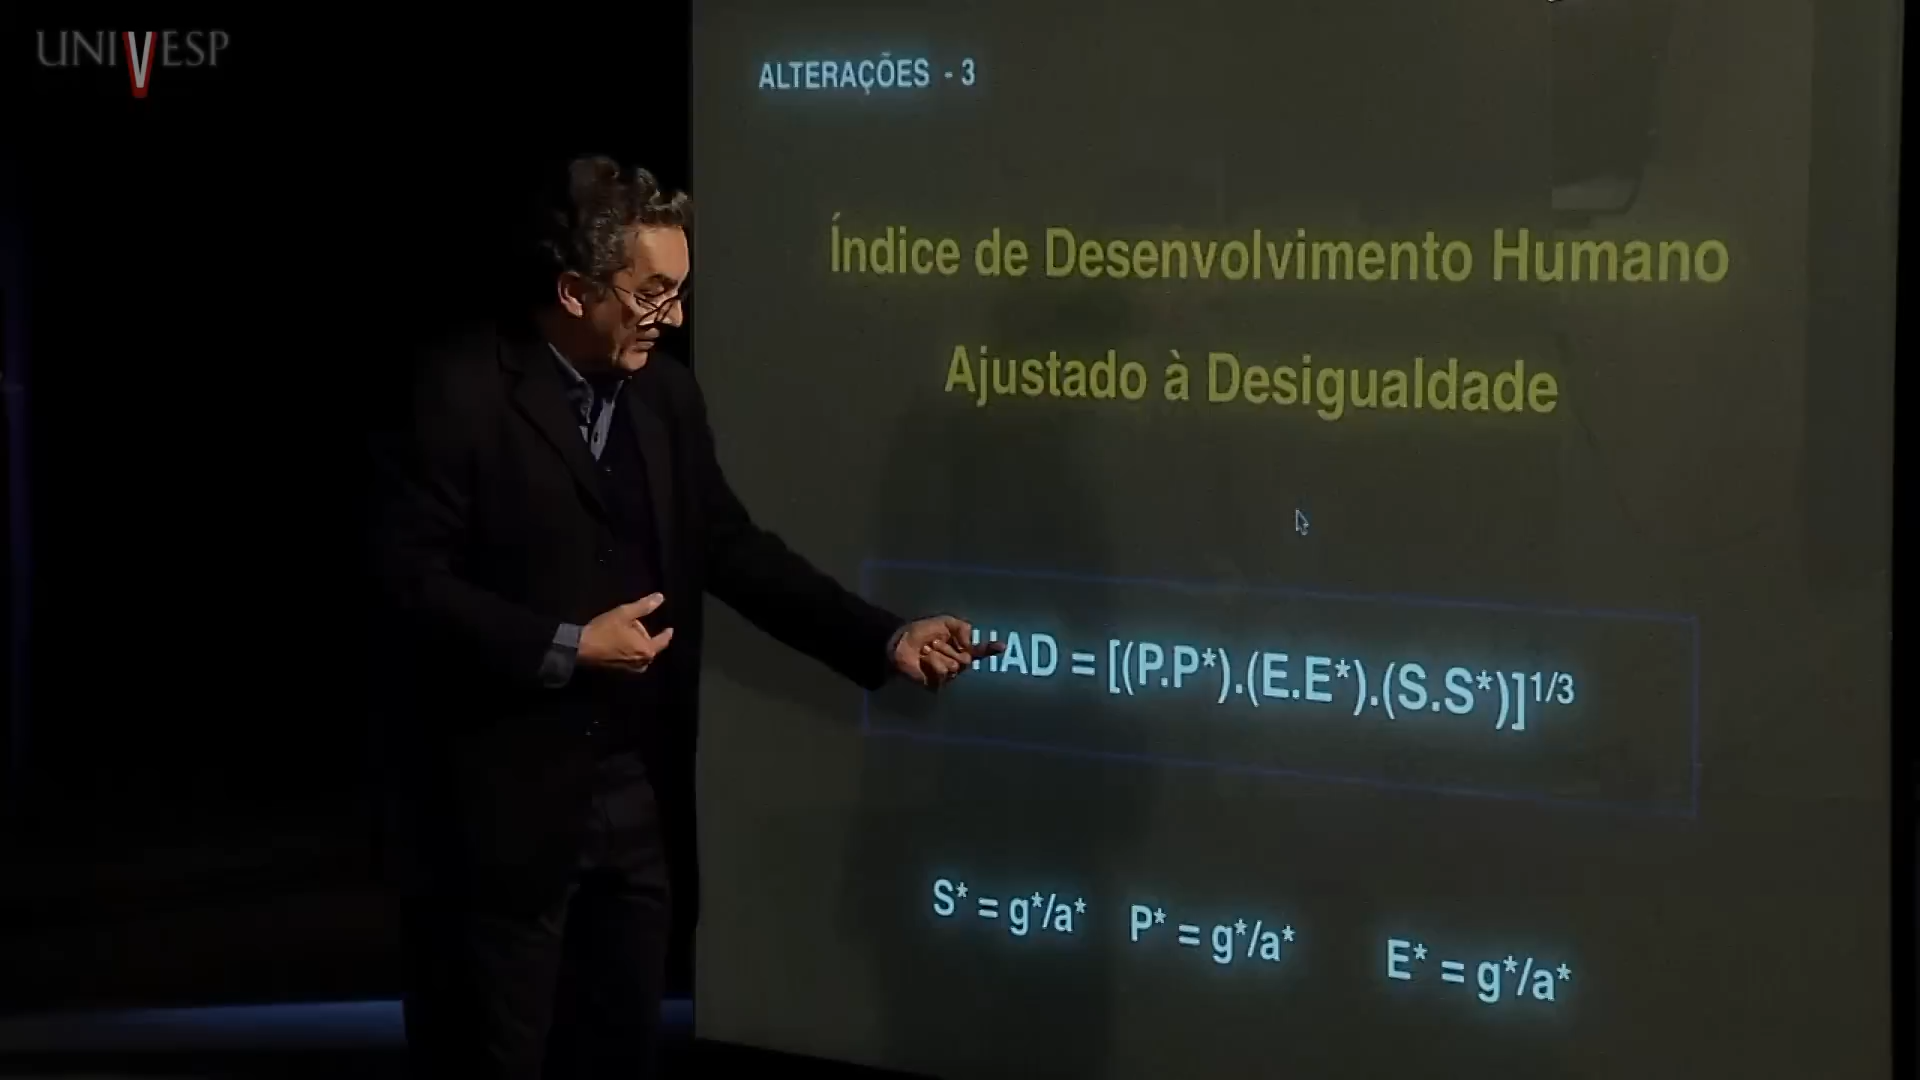 UNIVESP
ALTERAÇÕES - 3
Índice de Desenvolvimento Humano
Ajustado à Desigualdade
HAD = [(P.P*).(E.E*).(S.S*)]1/3
S* = g*/a* P* = g*/a* E* = g*/a*